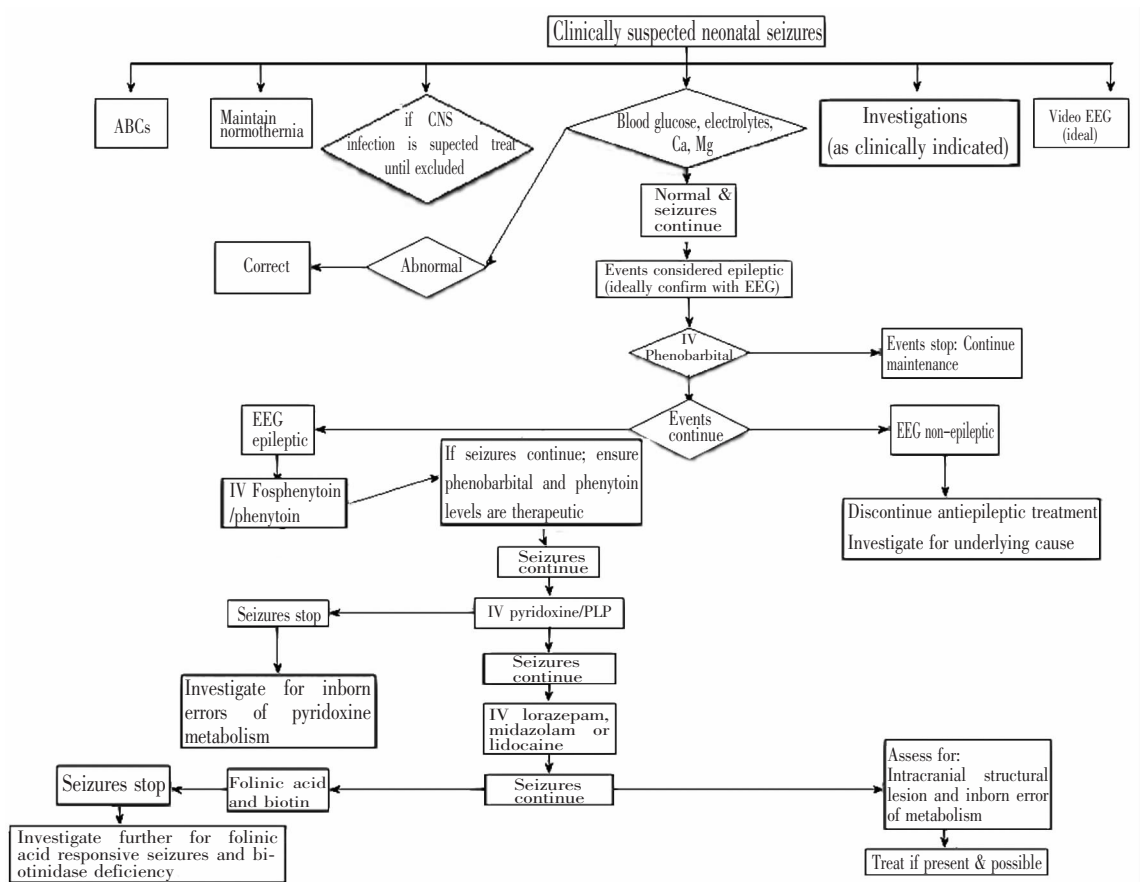 Clinically suspected neonatal seizures
ABCs
Maintain
normothernia
if CNS
infection is supected treat
until excluded
Blood glucose, electrolytes,
Ca, Mg
Investigations
(as clinically indicated)
Video EEG
(ideal)
Normal &
seizures
continue
Correct
Abnormal
Events considered epileptic
(ideally confirm with EEG)
IV
Phenobarbital
Events stop: Continue
maintenance
EEG
epileptic
Events
continue
EEG non-epileptic
IV Fosphenytoin
/phenytoin
If seizures continue; ensure
phenobarbital and phenytoin
levels are therapeutic
Discontinue antiepileptic treatment
Investigate for underlying cause
Seizures
continue
Seizures stop
IV pyridoxine/PLP
Investigate for inborn
errors of pyridoxine
metabolism
Seizures
continue
IV lorazepam,
midazolam or
lidocaine
Seizures stop
Folinic acid
and biotin
Seizures
continue
Assess for:
Intracranial structural
lesion and inborn error
of metabolism
Investigate further for folinic
acid responsive seizures and bi-
otinidase deficiency
Treat if present & possible